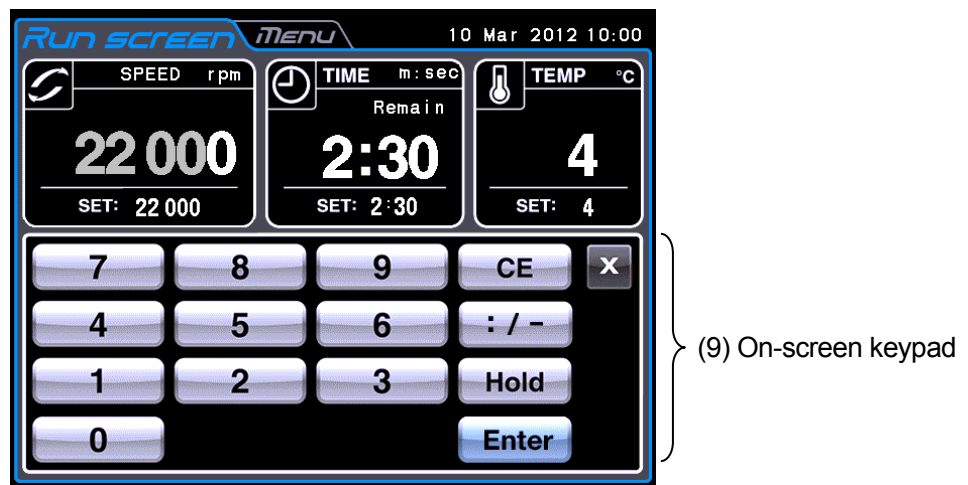 Run screen Menu 10 Mar 2012 10:00
SPEED rpm
22 000
SET: 22 000
TIME m:sec
Remain
2:30
SET: 2:30
TEMP °C
4
SET: 4
7 8 9 CE X
4 5 6 : / -
1 2 3 Hold
0 Enter
(9) On-screen keypad